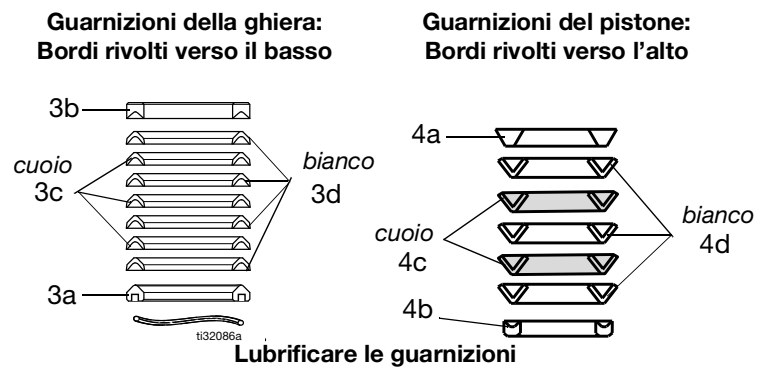 Guarnizioni della ghiera:
Bordi rivolti verso il basso
3b
cuoio
3c
bianco
3d
3a
ti32086a
Guarnizioni del pistone:
Bordi rivolti verso l'alto
4a
cuoio
4c
bianco
4d
4b
Lubrificare le guarnizioni